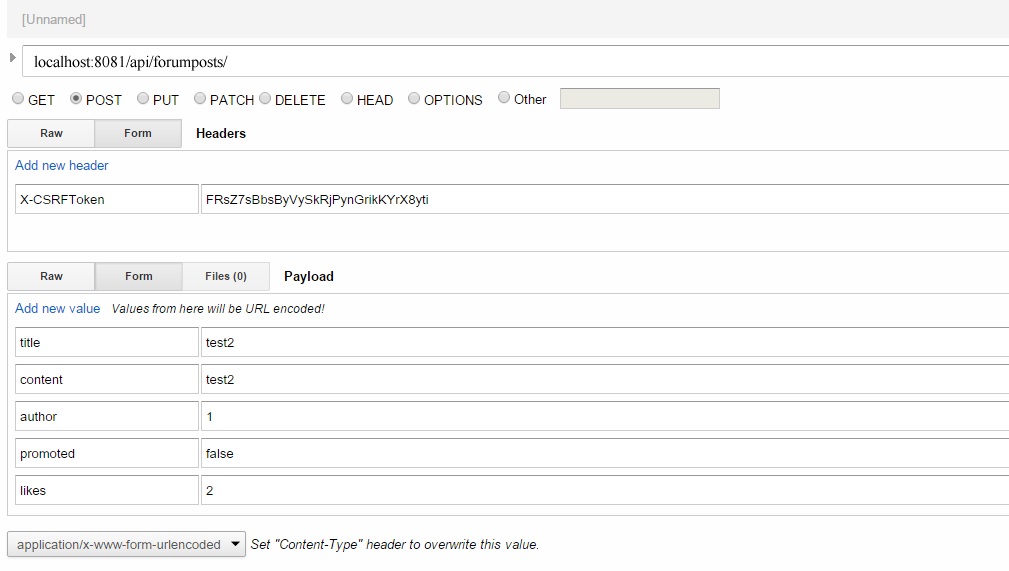 [Unnamed]
localhost:8081/api/forumposts/
GET POST PUT PATCH DELETE HEAD OPTIONS Other
Raw Form Headers
Add new header
X-CSRFToken FRsZ7sBbsByVySkRjPynGrikKYrX8yti
Raw Form Files (0) Payload
Add new value Values from here will be URL encoded!
title test2
content test2
author 1
promoted false
likes 2
application/x-www-form-urlencoded Set "Content-Type" header to overwrite this value.